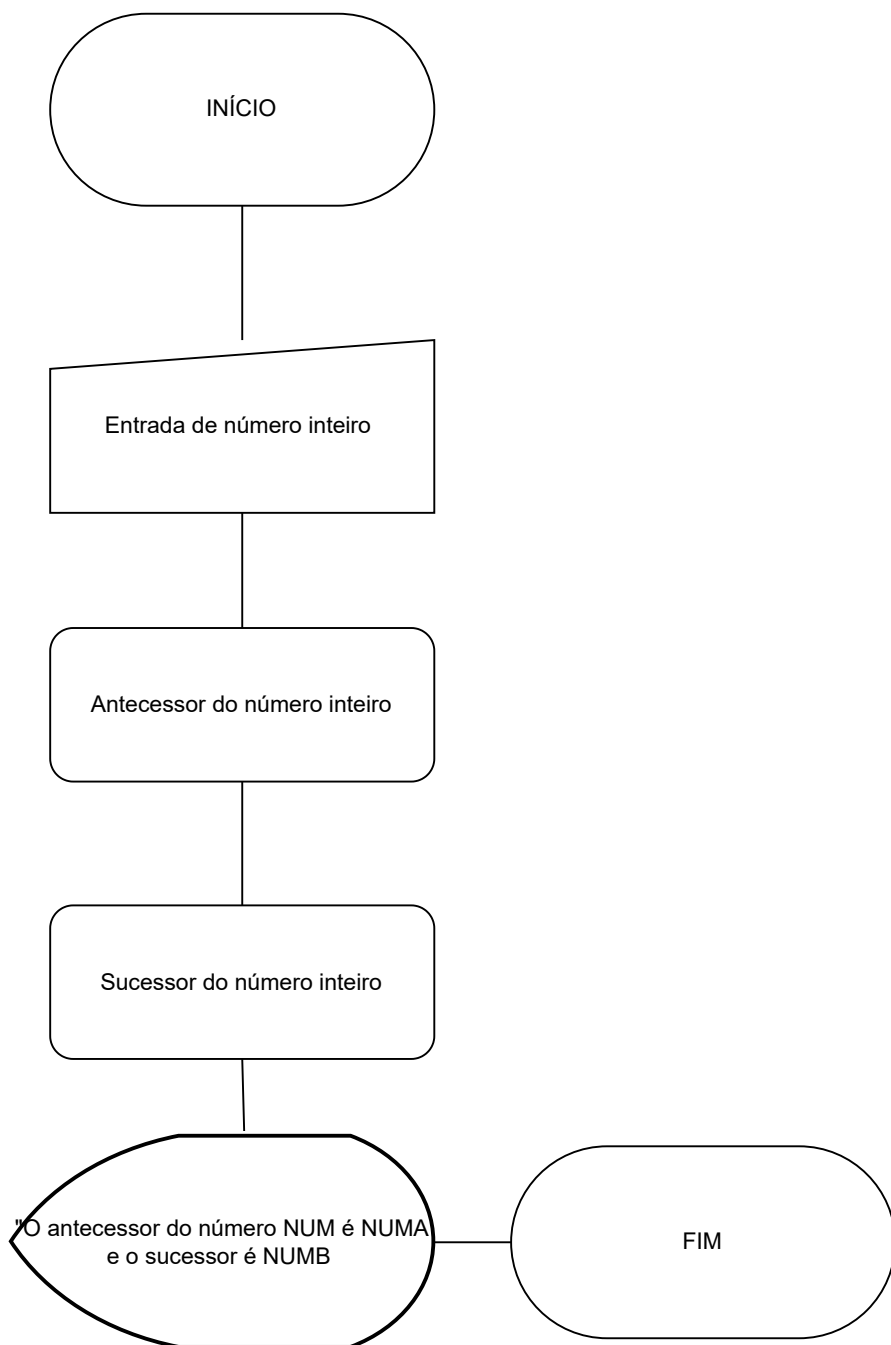 INÍCIO
Entrada de número inteiro
Antecessor do número inteiro
Sucessor do número inteiro
"O antecessor do número NUM é NUMA
e o sucessor é NUMB
FIM